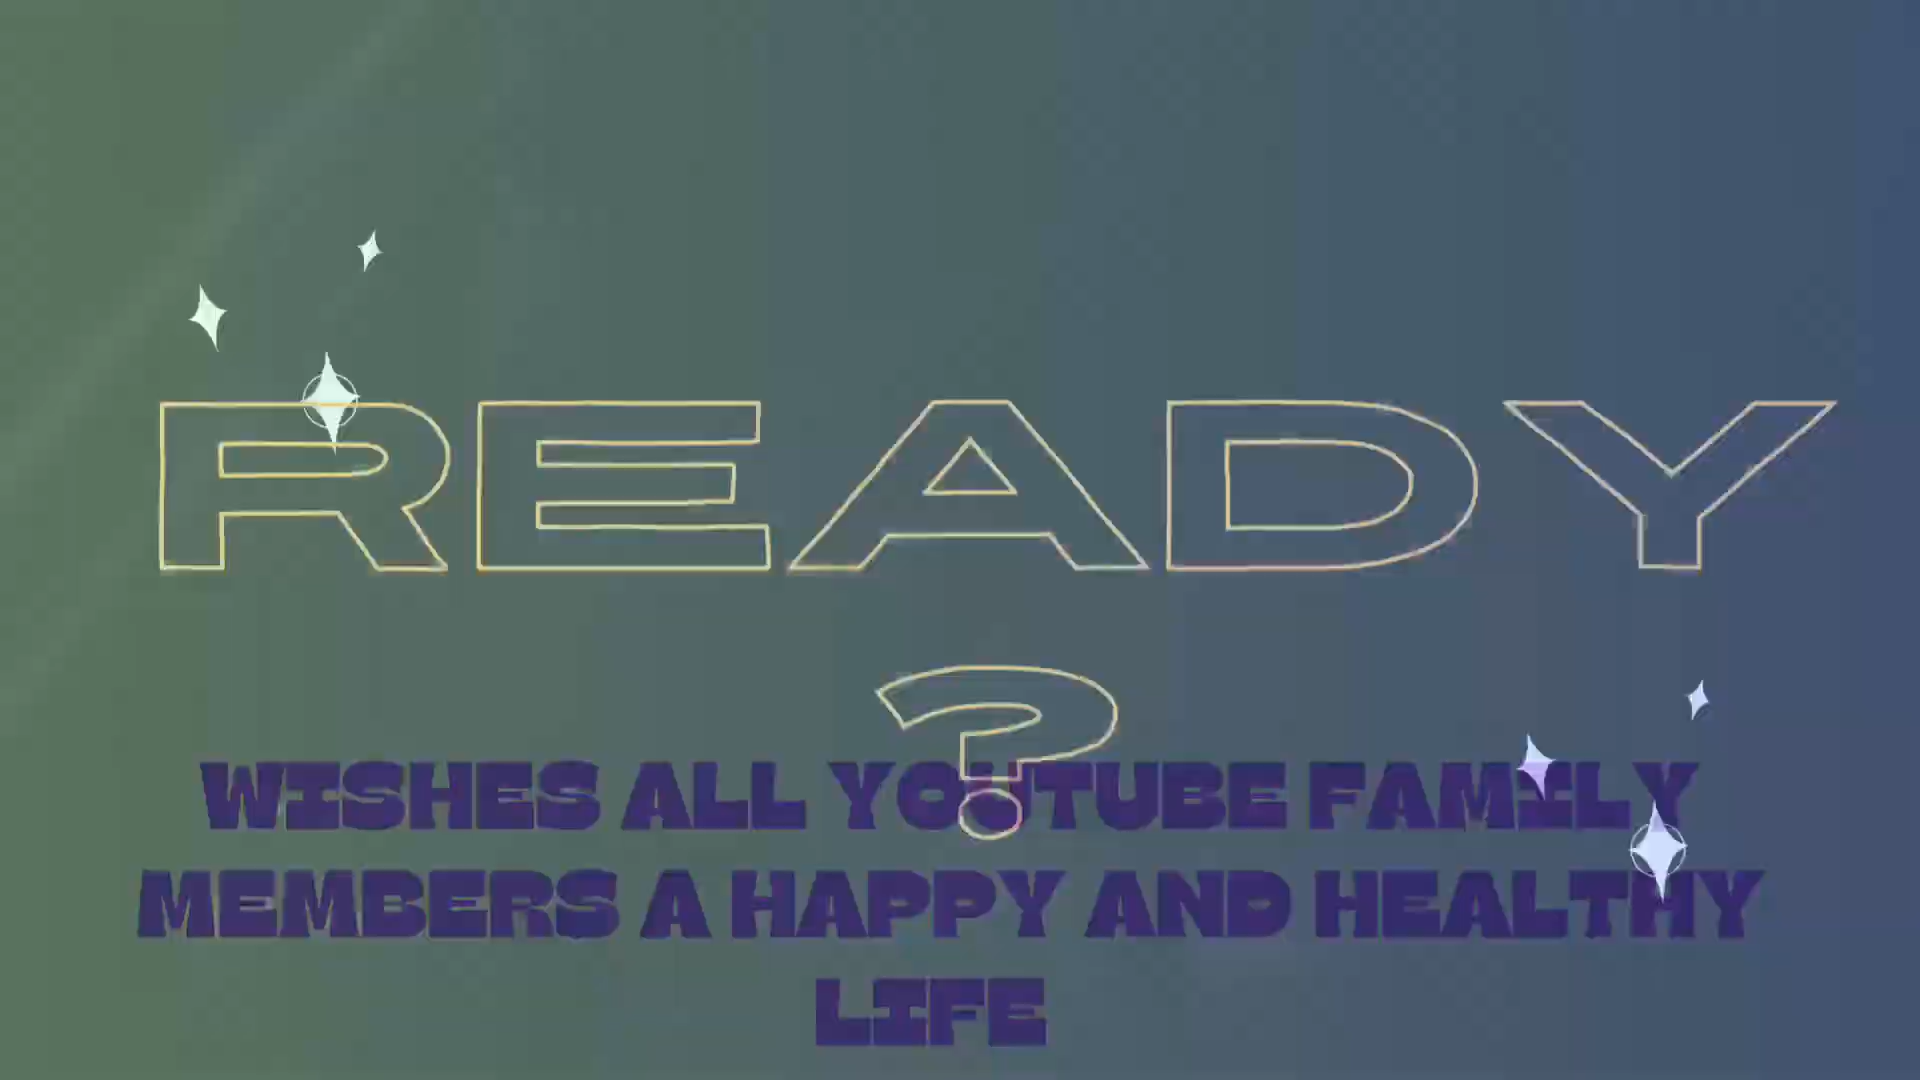 READY
?
WISHES ALL YOUTUBE FAMILY
MEMBERS A HAPPY AND HEALTHY
LIFE